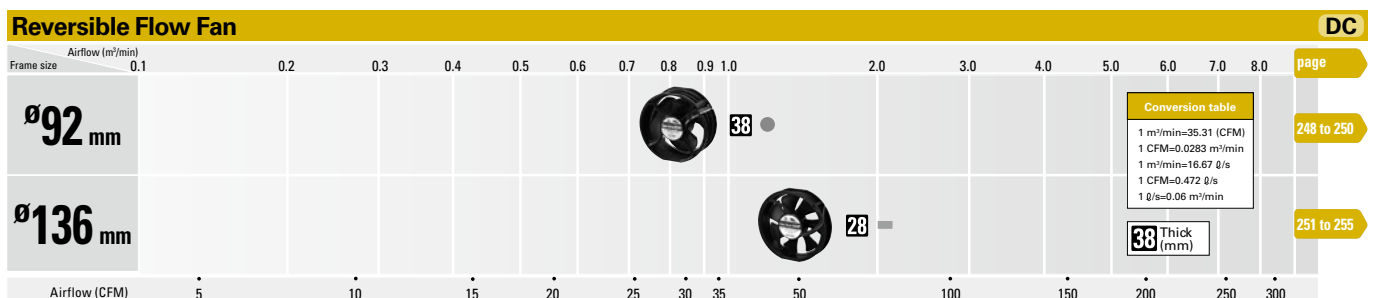 Reversible Flow Fan DC
Airflow (m³/min)
Frame size 0.1 0.2 0.3 0.4 0.5 0.6 0.7 0.8 0.9 1.0 2.0 3.0 4.0 5.0 6.0 7.0 8.0 page
ø92 mm 38 248 to 250
Conversion table
1 m³/min=35.31 (CFM)
1 CFM=0.0283 m³/min
1 m³/min=16.67 ℓ/s
1 CFM=0.472 ℓ/s
1 ℓ/s=0.06 m³/min
ø136 mm 28 251 to 255
38 Thick
(mm)
Airflow (CFM) 5 10 15 20 25 30 35 50 100 150 200 250 300